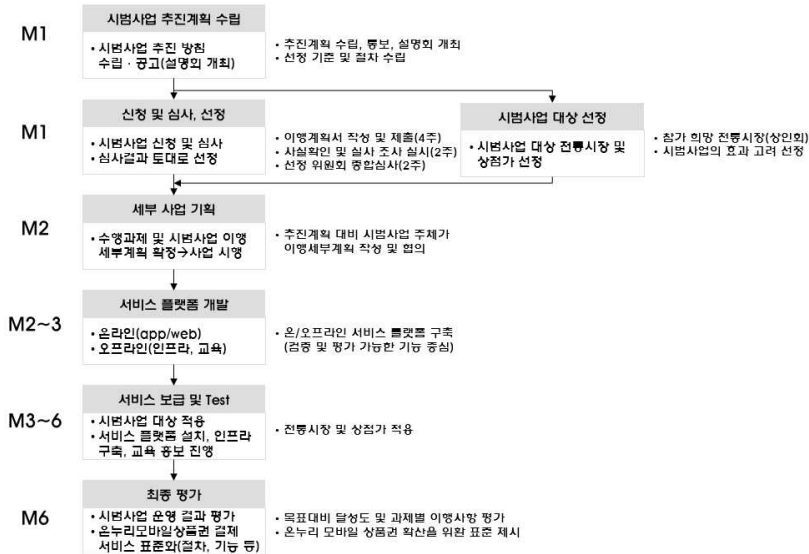 시범사업 추진계획 수립
M1
• 시범사업 추진 방침
수립 · 공고(설명회 개최)
• 추진계획 수립, 통보, 설명회 개최
• 선정 기준 및 절차 수립
신청 및 심사, 선정
M1
• 시범사업 신청 및 심사
• 심사결과 토대로 선정
• 이행계획서 작성 및 제출(4주)
• 사실확인 및 실사 조사 실시(2주)
• 선정 위원회 종합심사(2주)
시범사업 대상 선정
• 시범사업 대상 전통시장 및
상점가 선정
• 참가 희망 전통시장(상인회)
• 시범사업의 효과 고려 선정
세부 사업 기획
M2
• 수행과제 및 시범사업 이행
세부계획 확정→사업 시행
• 추진계획 대비 시범사업 주체가
이행세부계획 작성 및 협의
서비스 플랫폼 개발
M2~3
• 온라인(app/web)
• 오프라인(인프라, 교육)
• 온/오프라인 서비스 플랫폼 구축
(검증 및 평가 가능한 기능 중심)
서비스 보급 및 Test
M3~6
• 시범사업 대상 적용
• 서비스 플랫폼 설치, 인프라
구축, 교육 홍보 진행
• 전통시장 및 상점가 적용
최종 평가
M6
• 시범사업 운영 결과 평가
• 온누리모바일상품권 결제
서비스 표준화(절차, 기능 등)
• 목표대비 달성도 및 과제별 이행사항 평가
• 온누리 모바일 상품권 확산을 위한 표준 제시